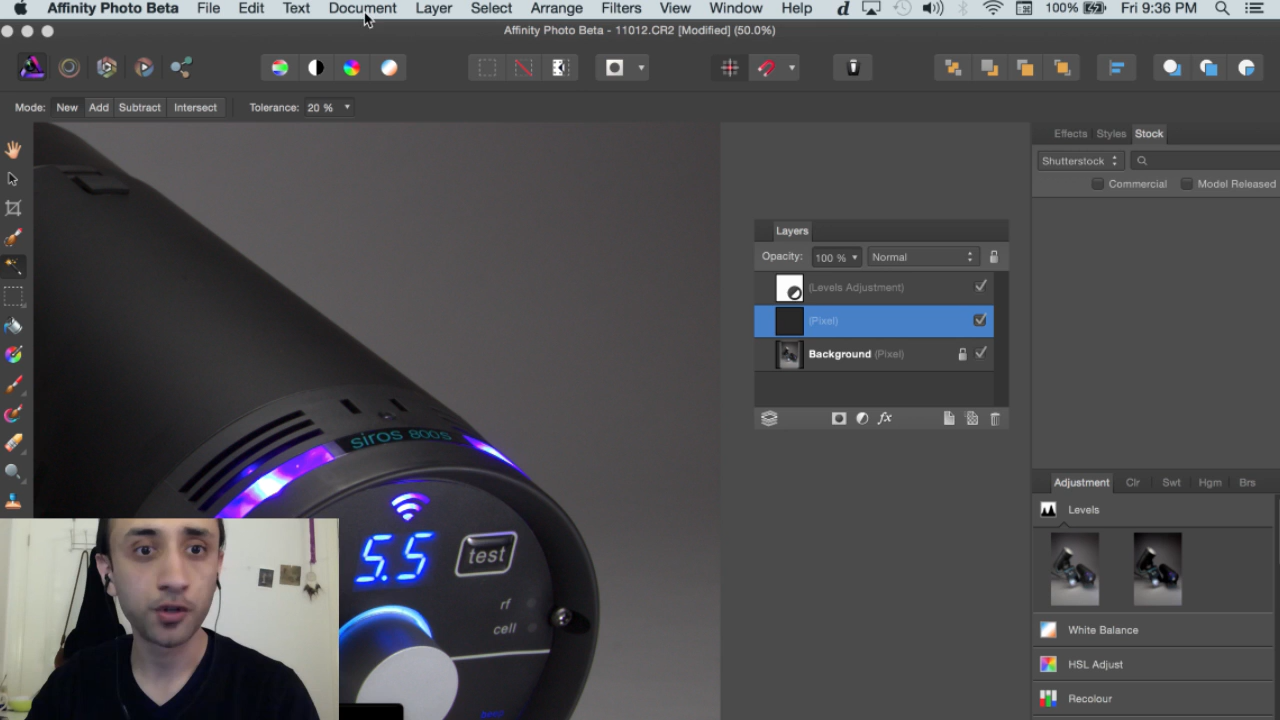 Affinity Photo Beta File Edit Text Document Layer Select Arrange Filters View Window Help 100% Fri 9:36 PM
Affinity Photo Beta - 11012.CR2 [Modified] (50.0%)
Mode: New Add Subtract Intersect Tolerance: 20 %
Effects Styles Stock
Shutterstock
Commercial Model Released
Layers
Opacity: 100 % Normal
(Levels Adjustment)
(Pixel)
Background (Pixel)
fx
siros 800s
5.5
test
rf
cell
Adjustment Clr Swt Hgm Brs
Levels
White Balance
HSL Adjust
Recolour